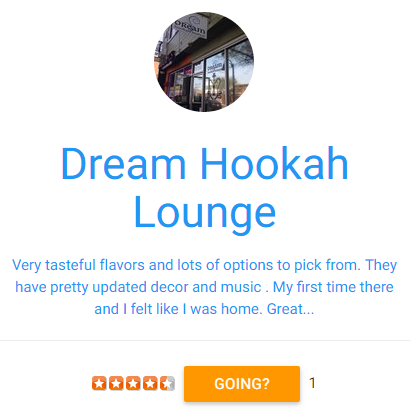 Dream
Dream Hookah
Lounge
Very tasteful flavors and lots of options to pick from. They
have pretty updated decor and music . My first time there
and I felt like I was home. Great...
GOING?
1